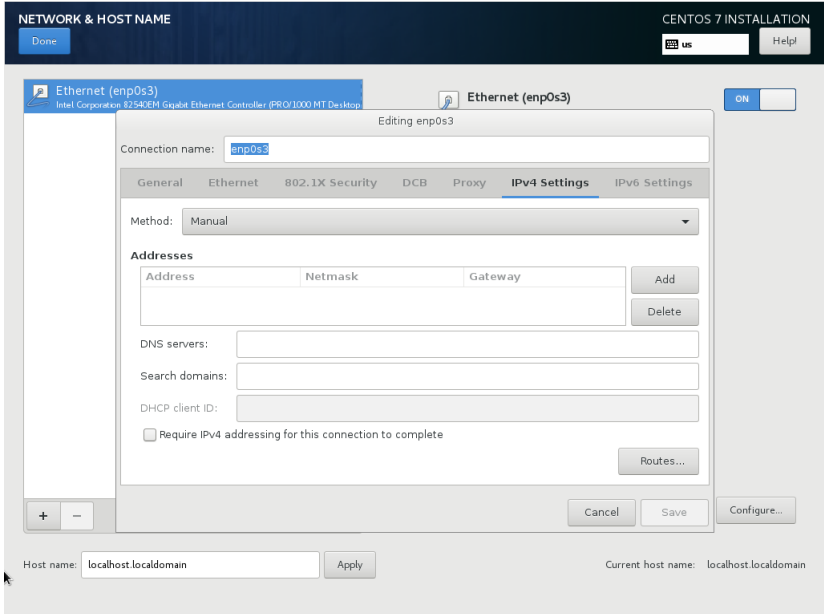 NETWORK & HOST NAME
CENTOS 7 INSTALLATION
Done
us
Help!
Ethernet (enp0s3)
Intel Corporation 82540EM Gigabit Ethernet Controller (PRO/1000 MT Desktop
Ethernet (enp0s3)
ON
Editing enp0s3
Connection name: enp0s3
General Ethernet 802.1X Security DCB Proxy IPv4 Settings IPv6 Settings
Method: Manual
Addresses
Address Netmask Gateway
Add
Delete
DNS servers:
Search domains:
DHCP client ID:
Require IPv4 addressing for this connection to complete
Routes...
+ −
Cancel Save
Configure...
Host name: localhost.localdomain Apply
Current host name: localhost.localdomain